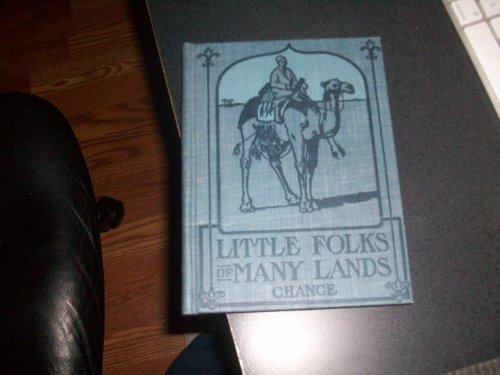 LITTLE FOLKS
OF MANY LANDS
CHANCE